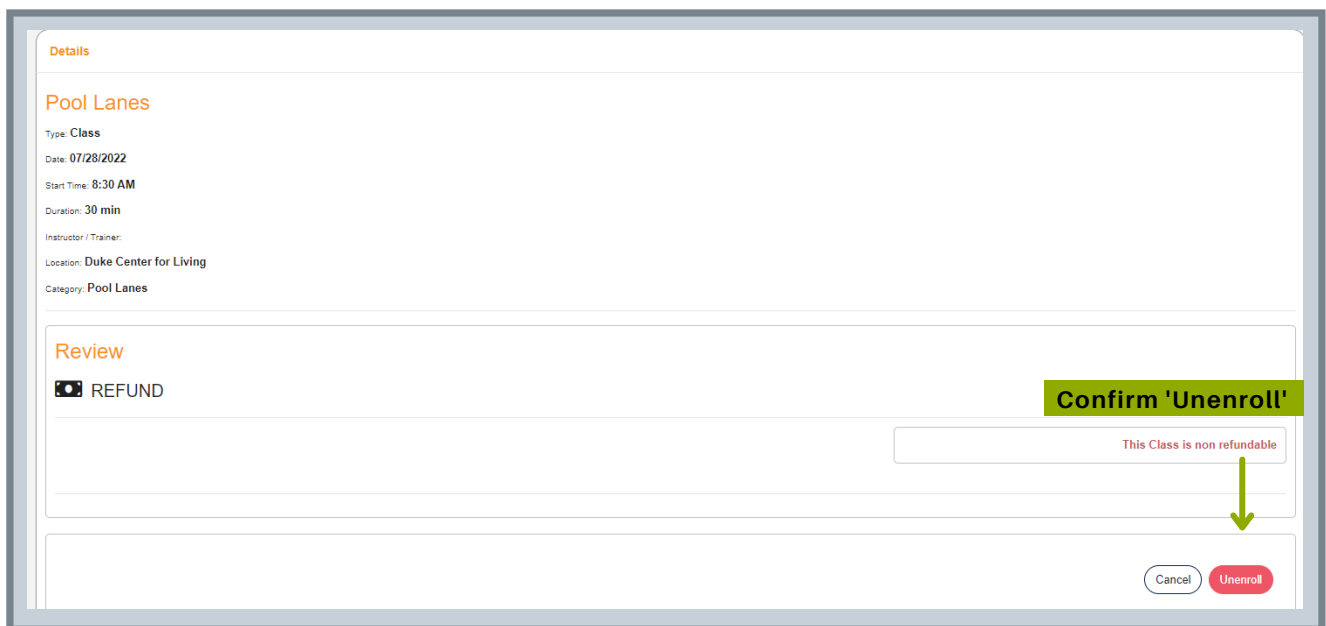 Details
Pool Lanes
Type: Class
Date: 07/28/2022
Start Time: 8:30 AM
Duration: 30 min
Instructor / Trainer:
Location: Duke Center for Living
Category: Pool Lanes
Review
REFUND
Confirm 'Unenroll'
This Class is non refundable
Cancel Unenroll